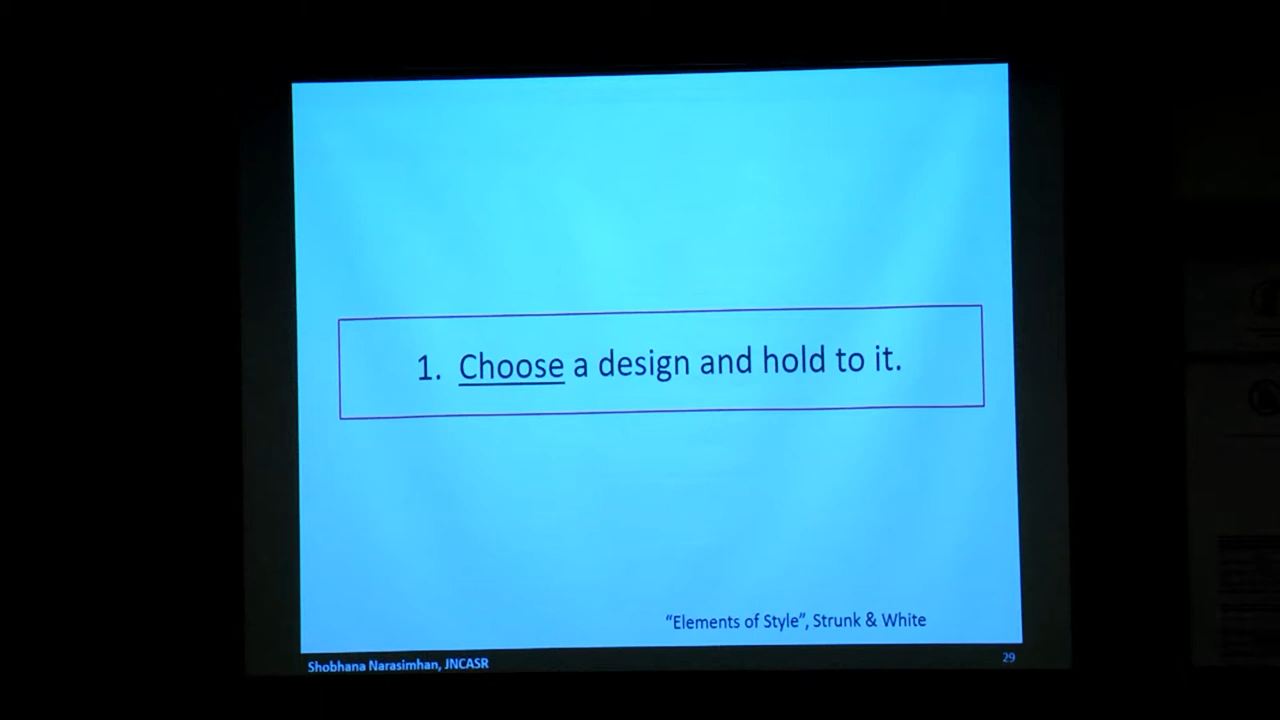 1. Choose a design and hold to it.
“Elements of Style”, Strunk & White
Shobhana Narasimhan, JNCASR
29